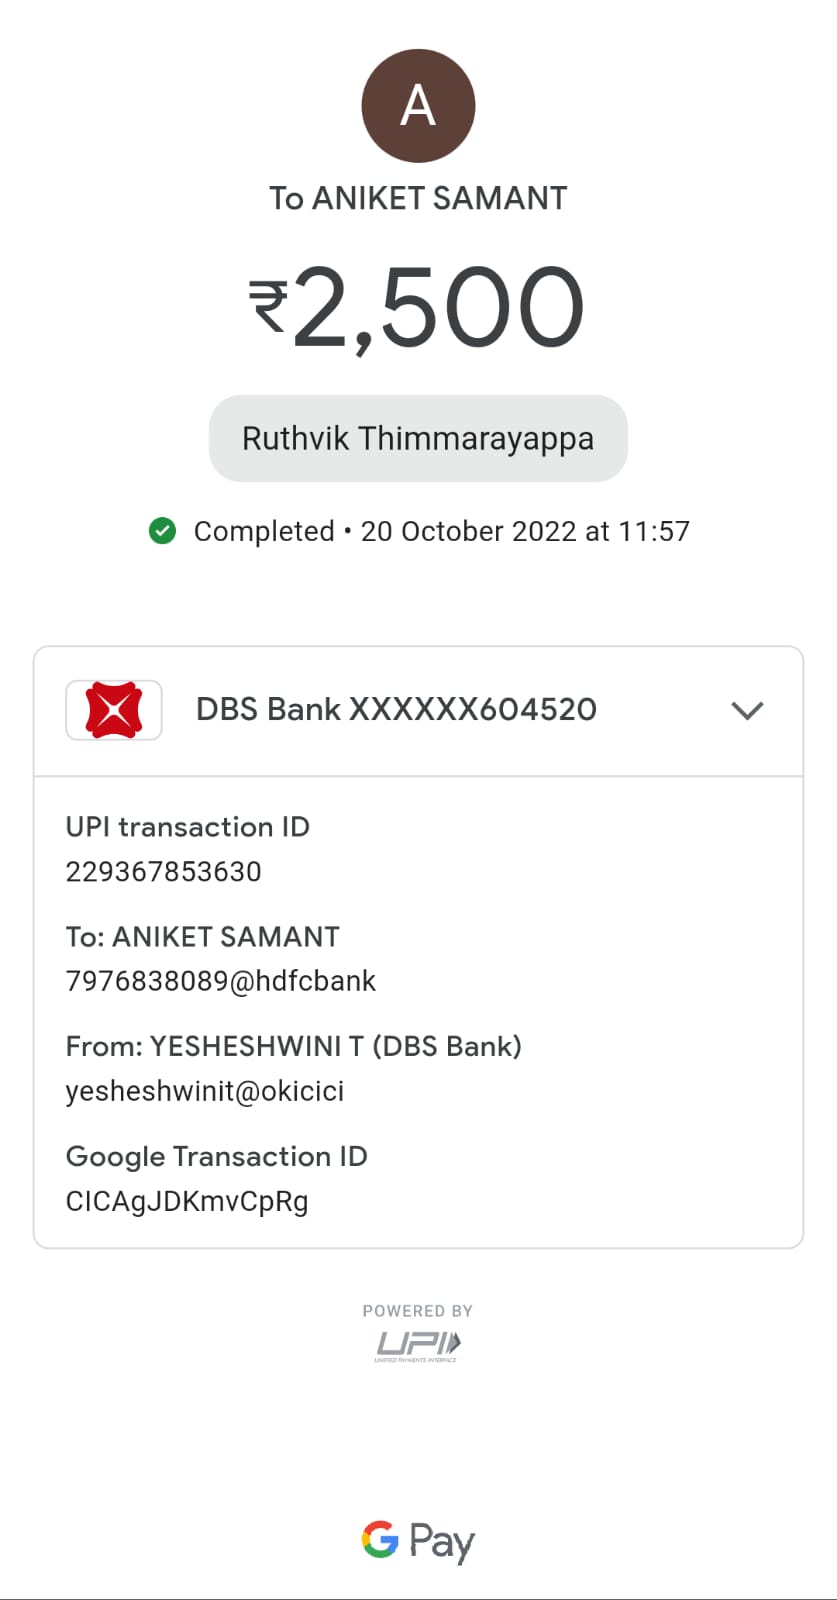 A
To ANIKET SAMANT
₹2,500
Ruthvik Thimmarayappa
Completed • 20 October 2022 at 11:57
DBS Bank XXXXXX604520
UPI transaction ID
229367853630
To: ANIKET SAMANT
7976838089@hdfcbank
From: YESHESHWINI T (DBS Bank)
yesheshwinit@okicici
Google Transaction ID
CICAgJDKmvCpRg
POWERED BY
UPI
UNIFIED PAYMENTS INTERFACE
G Pay